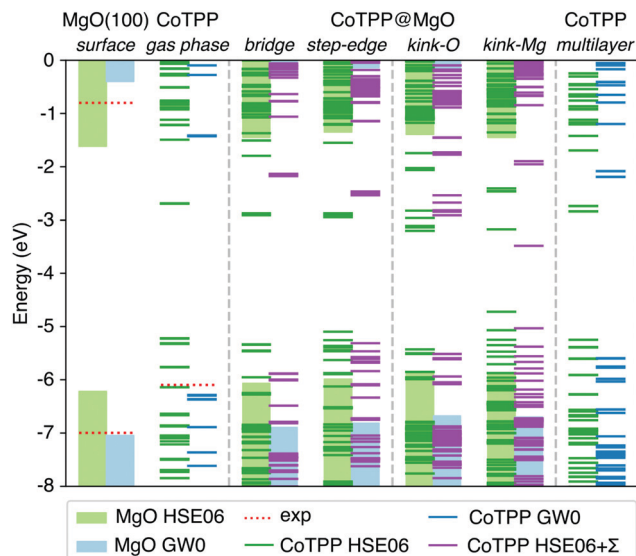 MgO(100) CoTPP CoTPP@MgO CoTPP
surface gas phase bridge step-edge kink-O kink-Mg multilayer
0
-1
-2
-3
-4
-5
-6
-7
-8
Energy (eV)
MgO HSE06 exp CoTPP GW0
MgO GW0 CoTPP HSE06 CoTPP HSE06+Σ